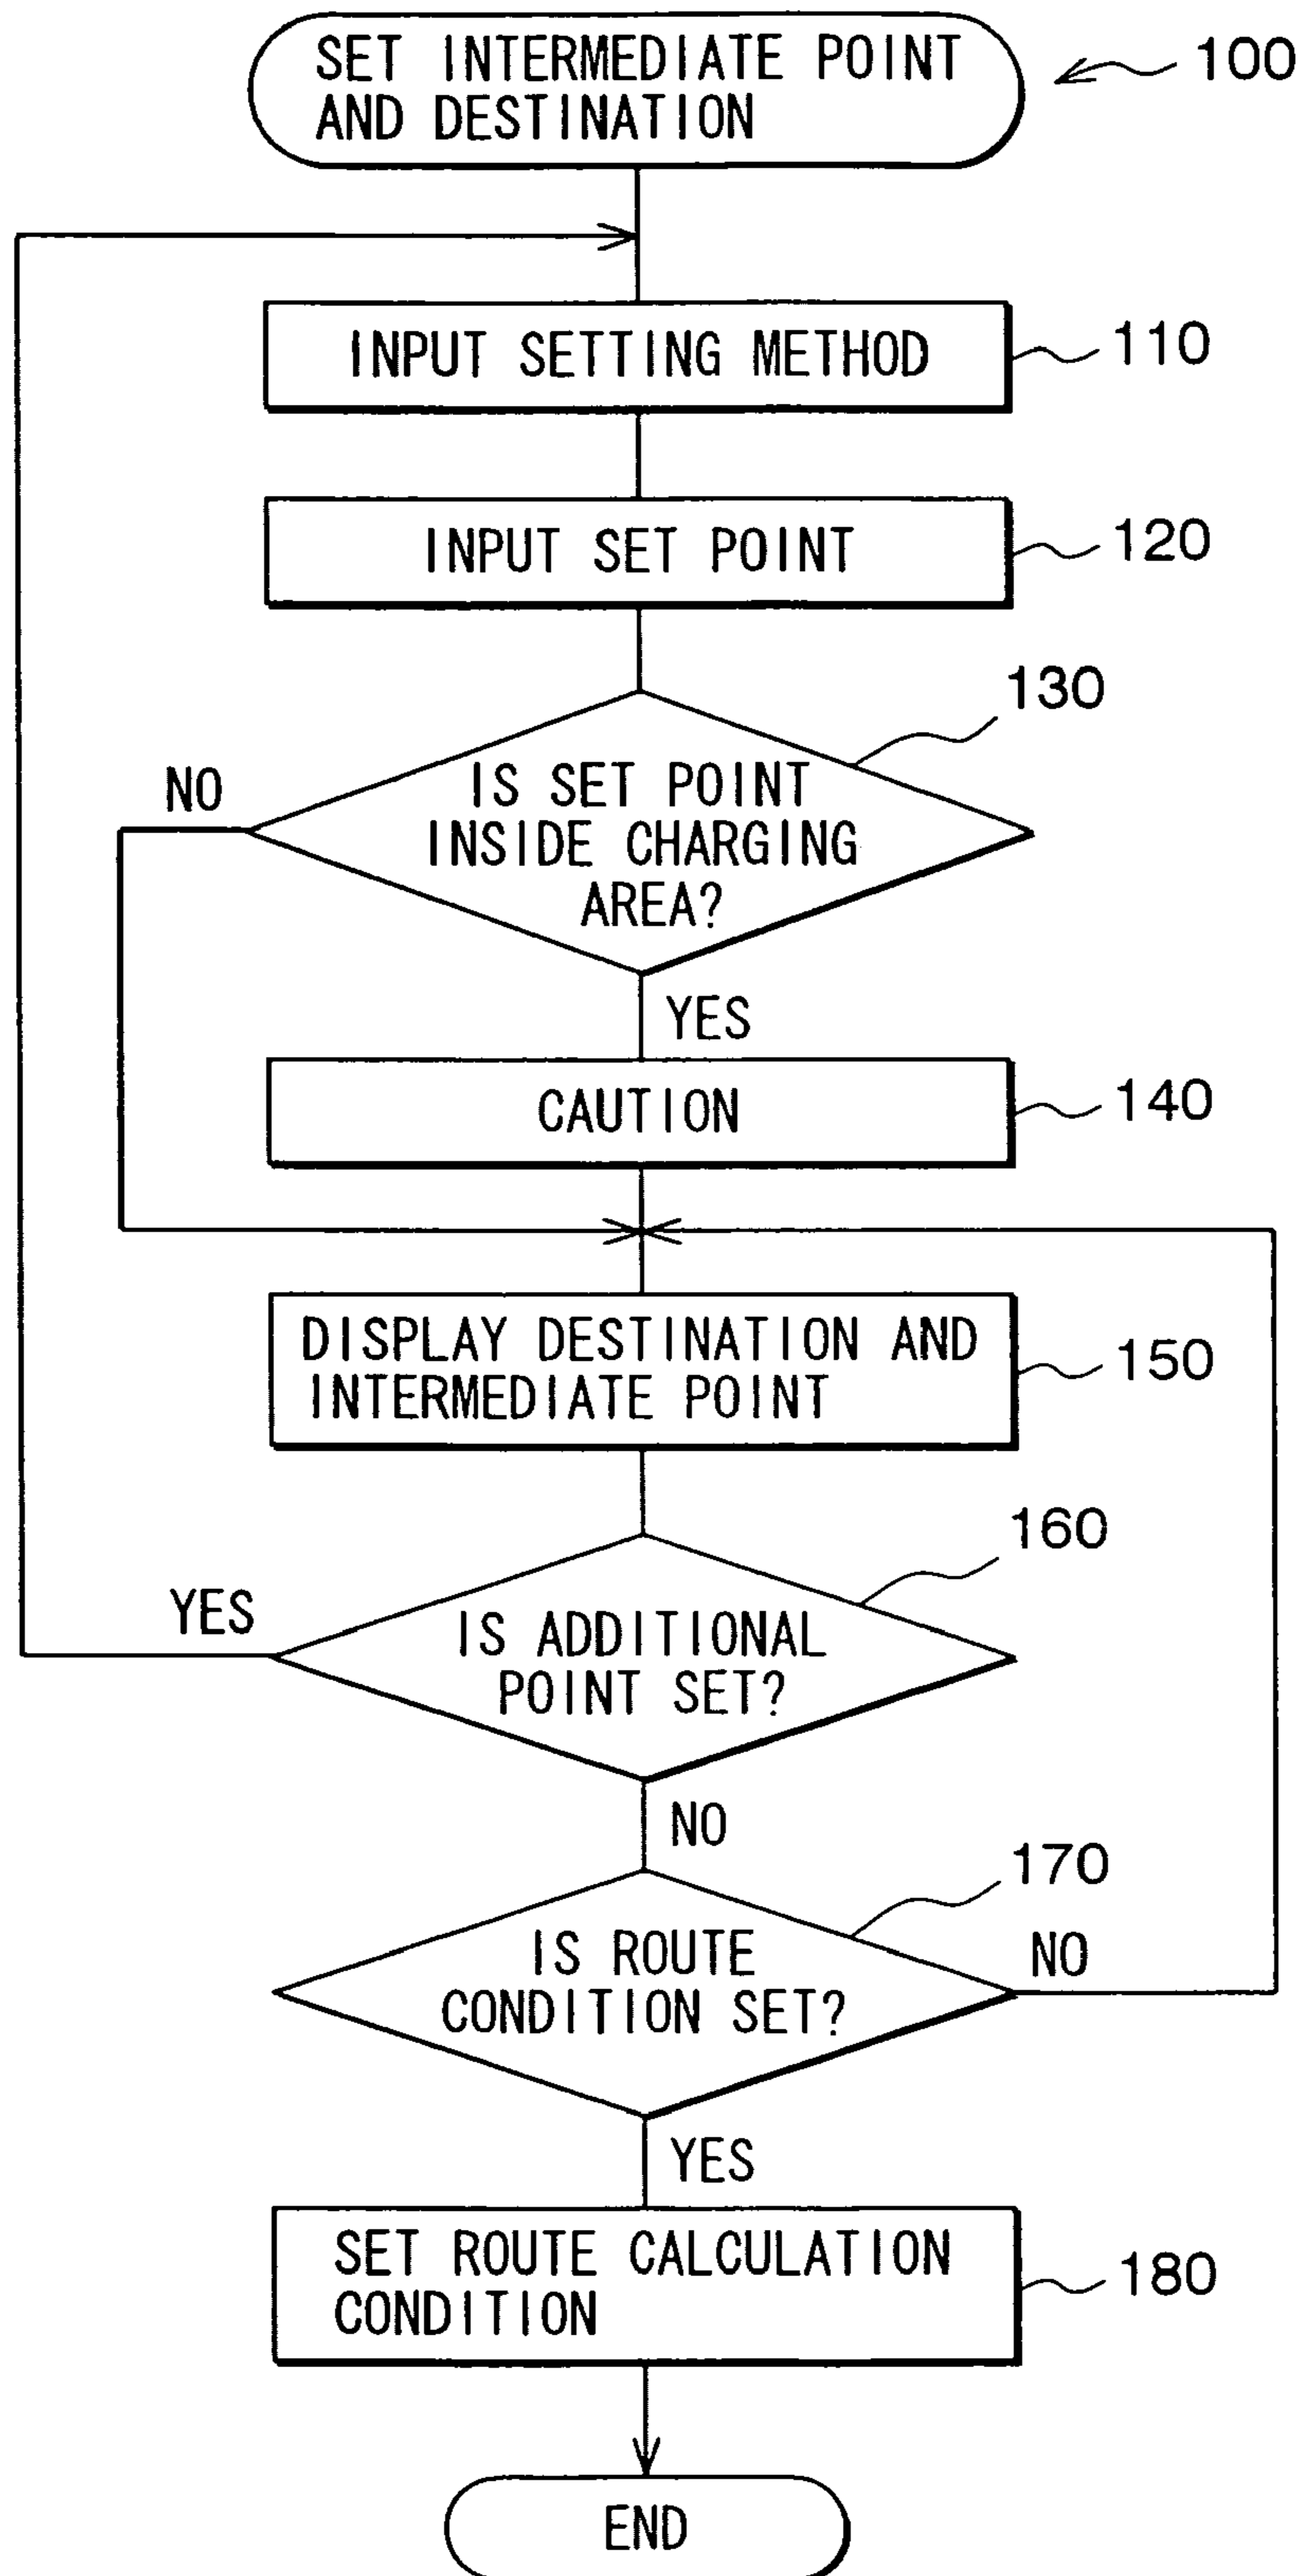 SET INTERMEDIATE POINT
AND DESTINATION
100
INPUT SETTING METHOD
110
INPUT SET POINT
120
130
NO
IS SET POINT
INSIDE CHARGING
AREA?
YES
CAUTION
140
DISPLAY DESTINATION AND
INTERMEDIATE POINT
150
160
YES
IS ADDITIONAL
POINT SET?
NO
170
IS ROUTE
CONDITION SET?
NO
YES
SET ROUTE CALCULATION
CONDITION
180
END